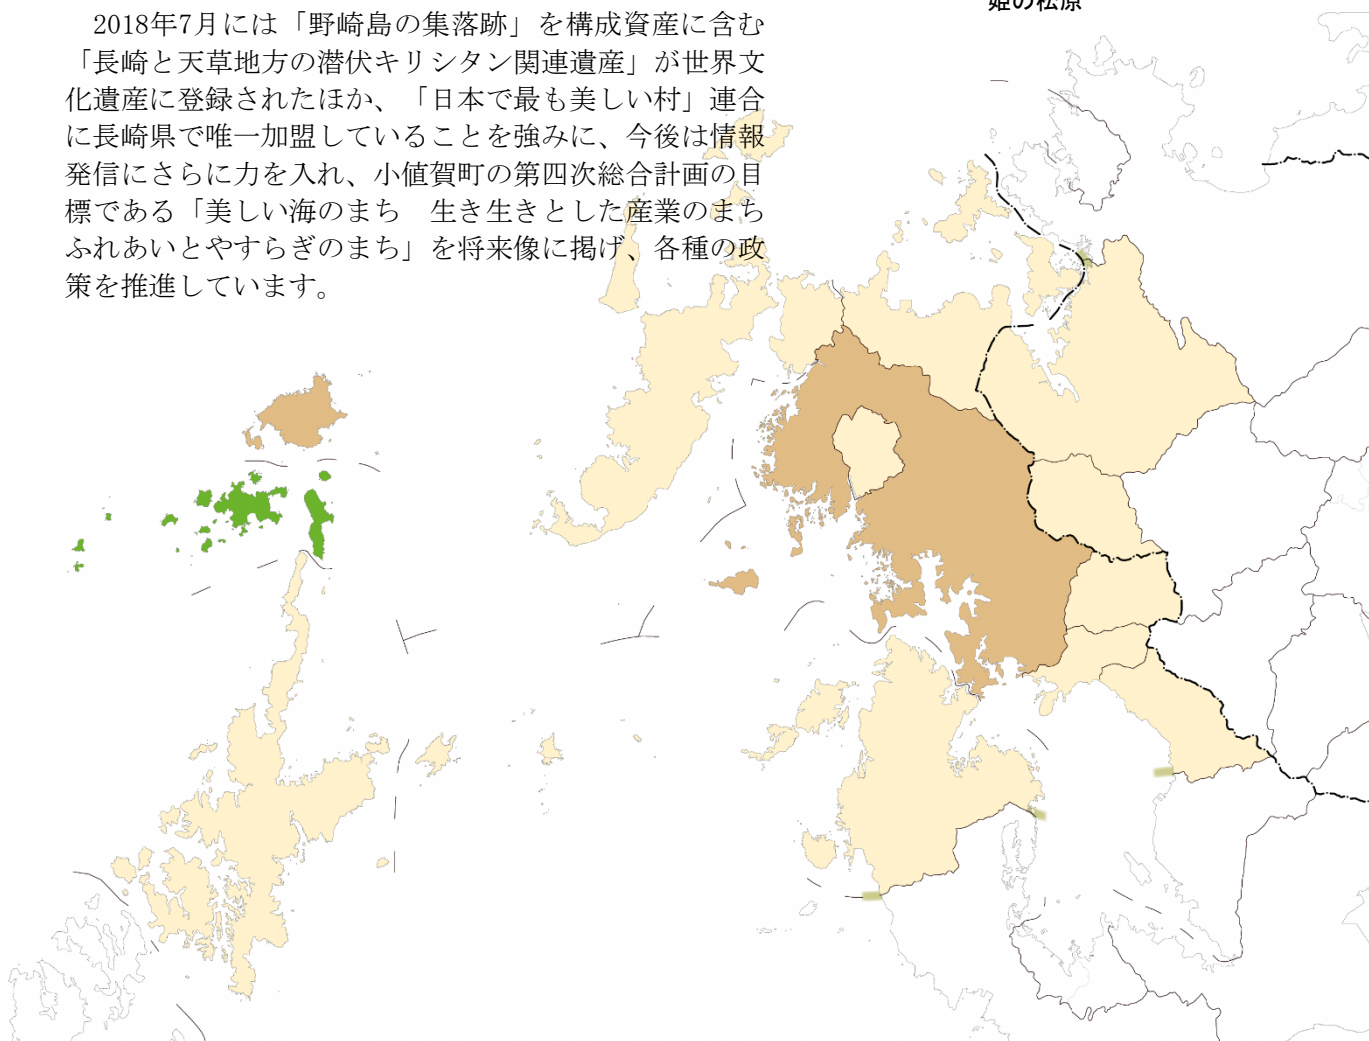 姫の松原
2018年7月には「野崎島の集落跡」を構成資産に含む
「長崎と天草地方の潜伏キリシタン関連遺産」が世界文
化遺産に登録されたほか、「日本で最も美しい村」連合
に長崎県で唯一加盟していることを強みに、今後は情報
発信にさらに力を入れ、小値賀町の第四次総合計画の目
標である「美しい海のまち　生き生きとした産業のまち
ふれあいとやすらぎのまち」を将来像に掲げ、各種の政
策を推進しています。